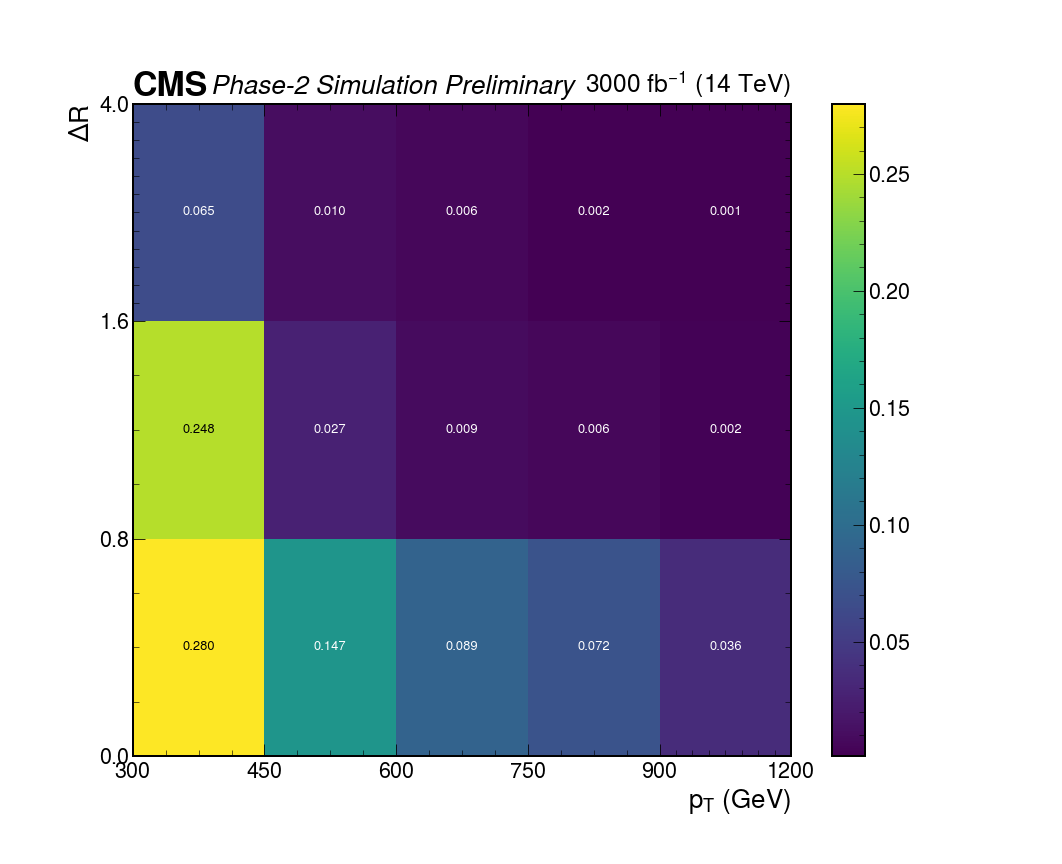 CMS Phase-2 Simulation Preliminary 3000 fb⁻¹ (14 TeV)
ΔR
4.0
0.065 0.010 0.006 0.002 0.001
1.6
0.248 0.027 0.009 0.006 0.002
0.8
0.280 0.147 0.089 0.072 0.036
0.0
300 450 600 750 900 1200
p_T (GeV)
0.25
0.20
0.15
0.10
0.05